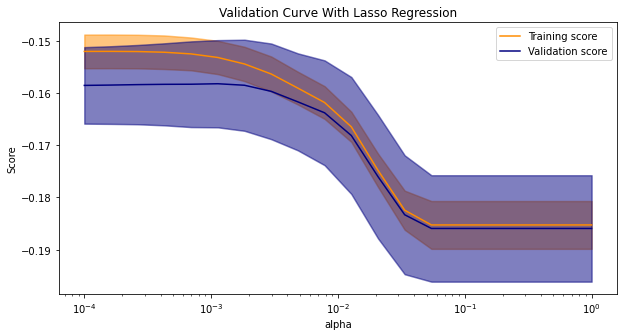 Validation Curve With Lasso Regression
Training score
Validation score
−0.15
−0.16
−0.17
−0.18
−0.19
Score
10⁻⁴
10⁻³
10⁻²
10⁻¹
10⁰
alpha